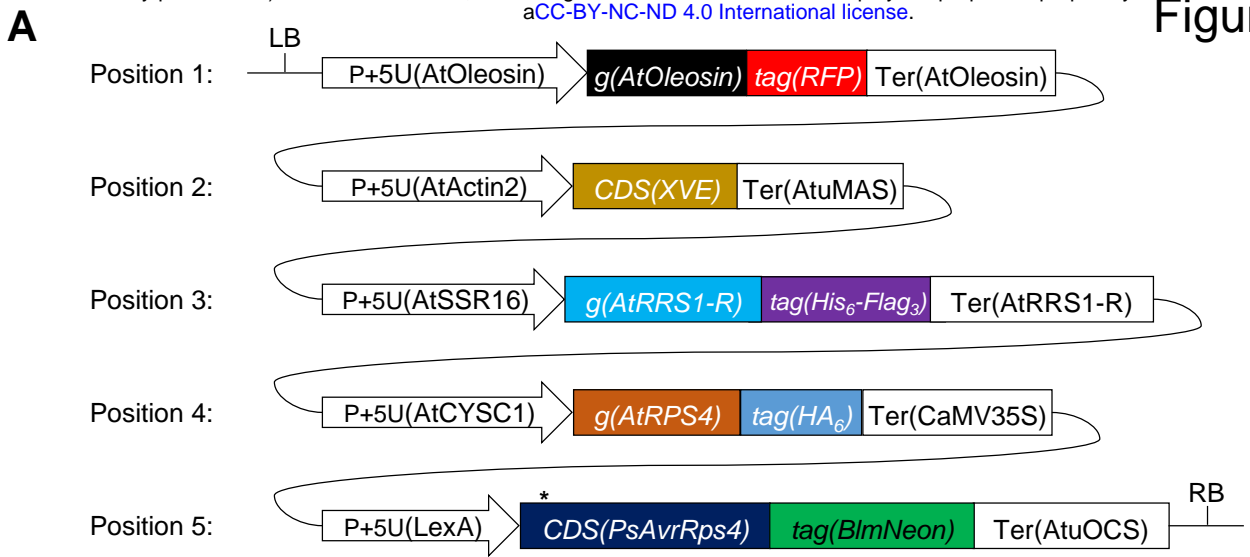 aCC-BY-NC-ND 4.0 International license.
Figur
A
LB
Position 1: P+5U(AtOleosin) g(AtOleosin) tag(RFP) Ter(AtOleosin)
Position 2: P+5U(AtActin2) CDS(XVE) Ter(AtuMAS)
Position 3: P+5U(AtSSR16) g(AtRRS1-R) tag(His₆-Flag₃) Ter(AtRRS1-R)
Position 4: P+5U(AtCYSC1) g(AtRPS4) tag(HA₆) Ter(CaMV35S)
RB
*
Position 5: P+5U(LexA) CDS(PsAvrRps4) tag(BlmNeon) Ter(AtuOCS)